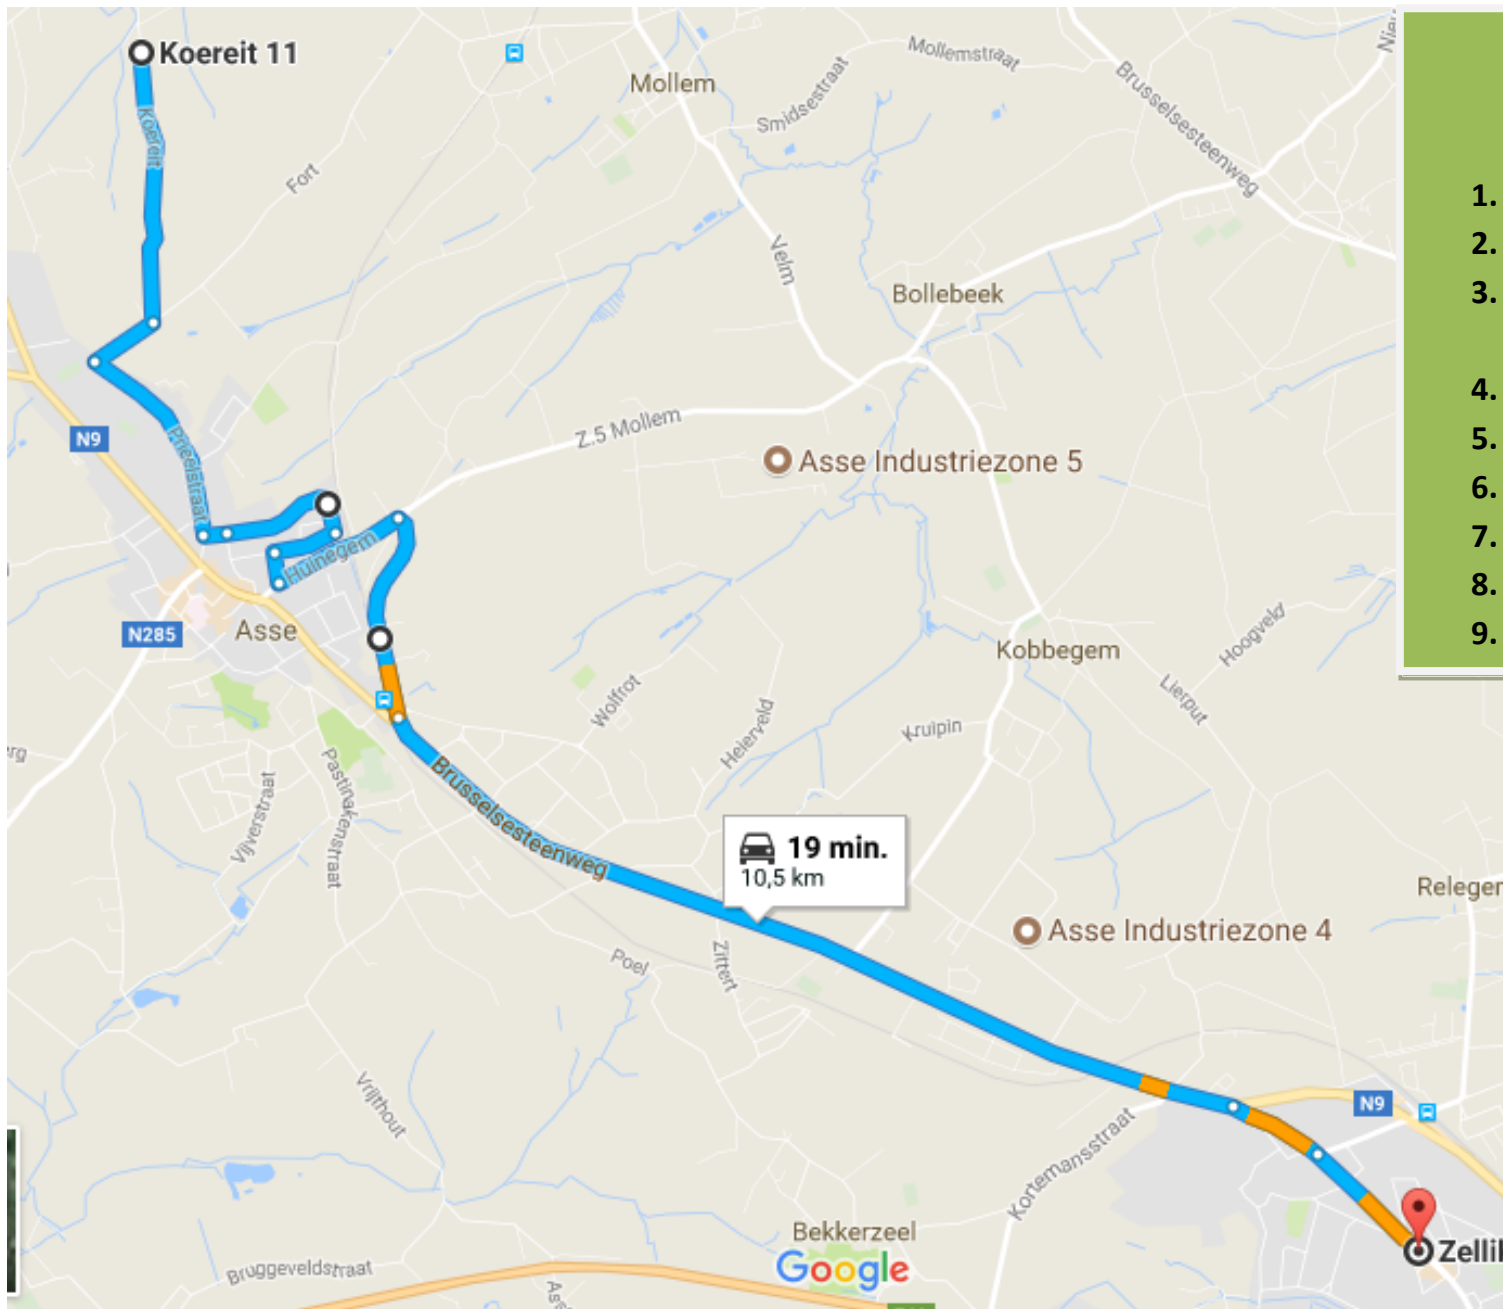 Koereit 11
Koereit
Fort
Mollem
Mollemstraat
Smidsestraat
Brusselsesteenweg
Velm
Bollebeek
1.
2.
3.
4.
5.
6.
7.
8.
9.
N9
Prieelstraat
Z.5 Mollem
Asse Industriezone 5
Huinegem
N285
Asse
Kobbegem
Hoogveld
Lierput
Wolfrot
Heierveld
Kruipin
Pastinakenstraat
Vijverstraat
Brusselsesteenweg
19 min.
10,5 km
Asse Industriezone 4
Poel
Zittert
Vrijthout
Kortemansstraat
N9
Bekkerzeel
Google
Bruggeveldstraat